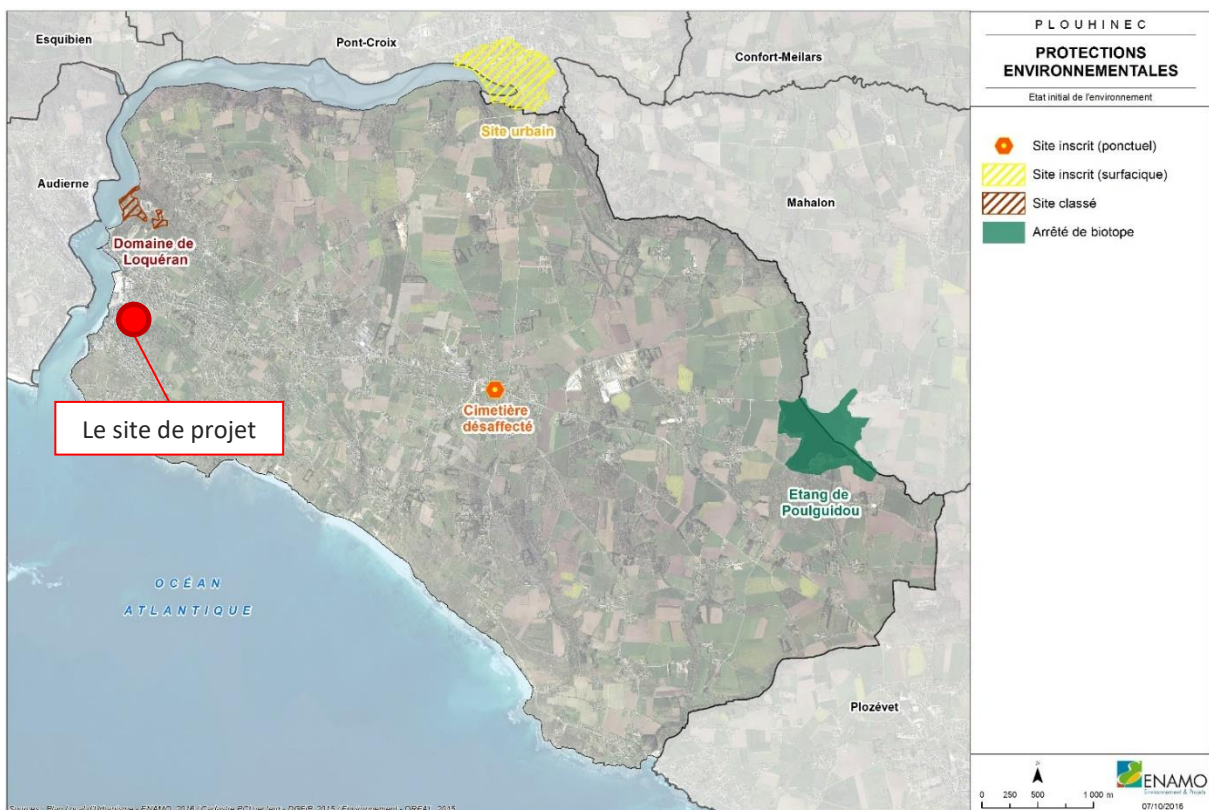 Esquibien
Pont-Croix
Confort-Meilars
Site urbain
Audierne
Mahalon
Domaine de
Loquéran
Le site de projet
Cimetière
désaffecté
Etang de
Poulguidou
OCÉAN
ATLANTIQUE
Plozévet
PLOUHINEC
PROTECTIONS
ENVIRONNEMENTALES
Etat initial de l'environnement
Site inscrit (ponctuel)
Site inscrit (surfacique)
Site classé
Arrêté de biotope
0 250 500 1 000 m
ENAMO
Environnement & Projets
07/10/2016